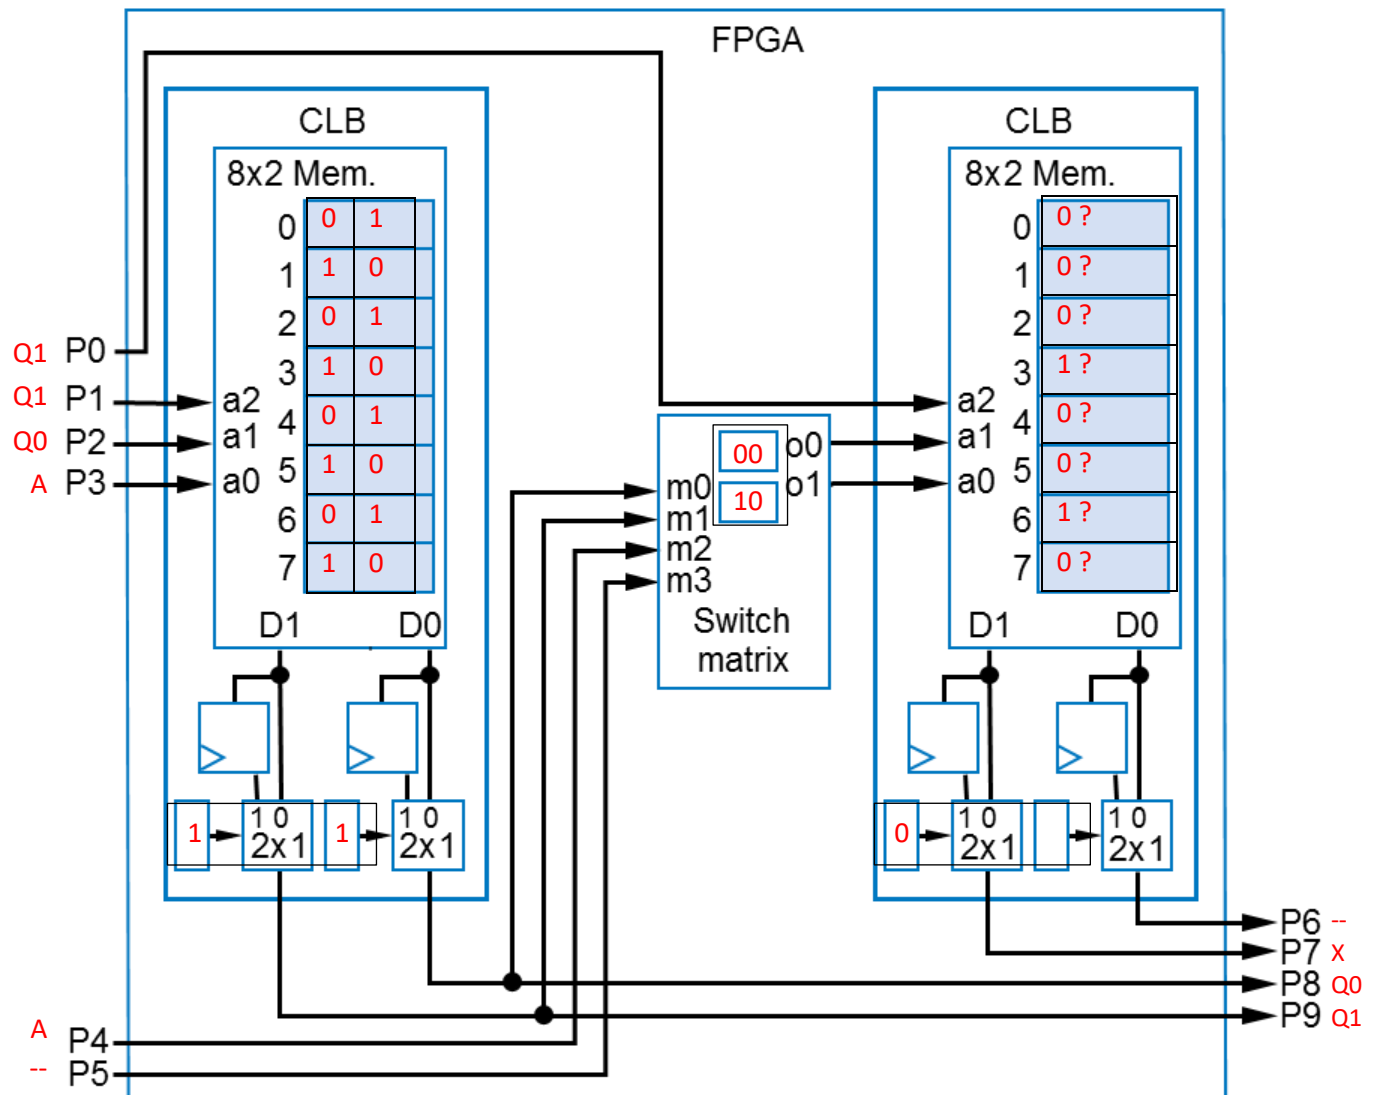 FPGA
CLB
8x2 Mem.
0 0 1
1 1 0
2 0 1
3 1 0
4 0 1
5 1 0
6 0 1
7 1 0
Q1 P0
Q1 P1 a2
Q0 P2 a1
A P3 a0
D1 D0
1 1 0 2x1
1 1 0 2x1
00 o0
10 o1
m0
m1
m2
m3
Switch
matrix
CLB
8x2 Mem.
0 0 ?
1 0 ?
2 0 ?
3 1 ?
4 0 ?
5 0 ?
6 1 ?
7 0 ?
a2
a1
a0
D1 D0
0 1 0 2x1
1 0 2x1
P6 --
P7 X
P8 Q0
P9 Q1
A P4
-- P5